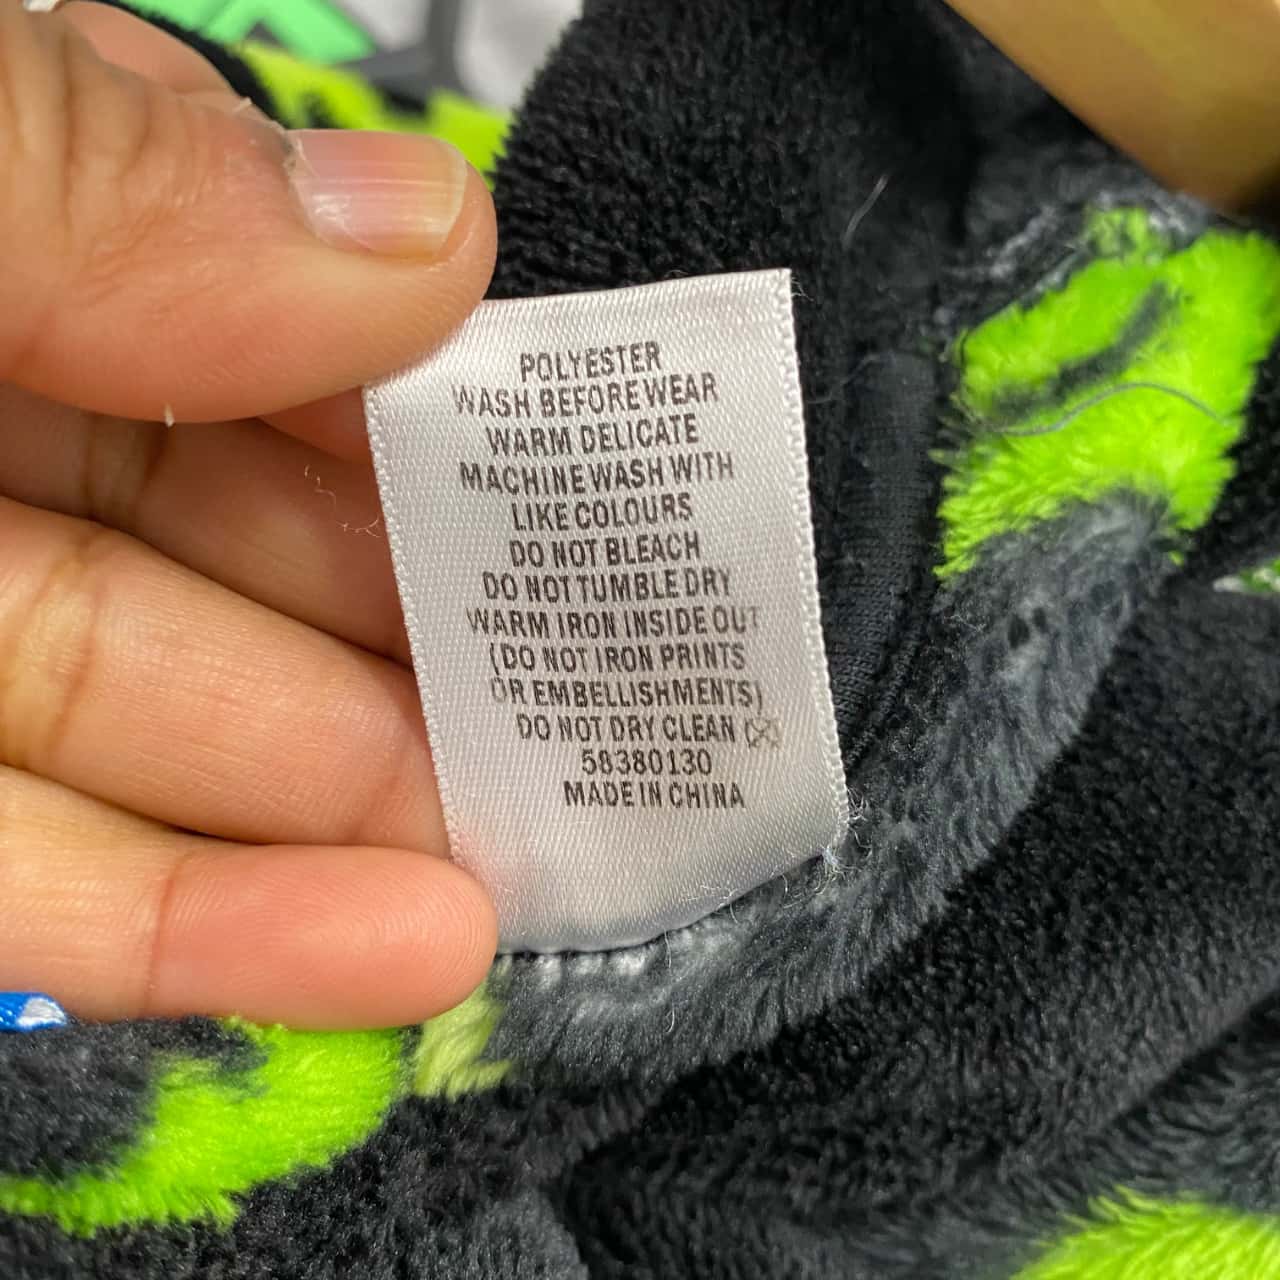 POLYESTER
WASH BEFORE WEAR
WARM DELICATE
MACHINE WASH WITH
LIKE COLOURS
DO NOT BLEACH
DO NOT TUMBLE DRY
WARM IRON INSIDE OUT
(DO NOT IRON PRINTS
OR EMBELLISHMENTS)
DO NOT DRY CLEAN
58380130
MADE IN CHINA